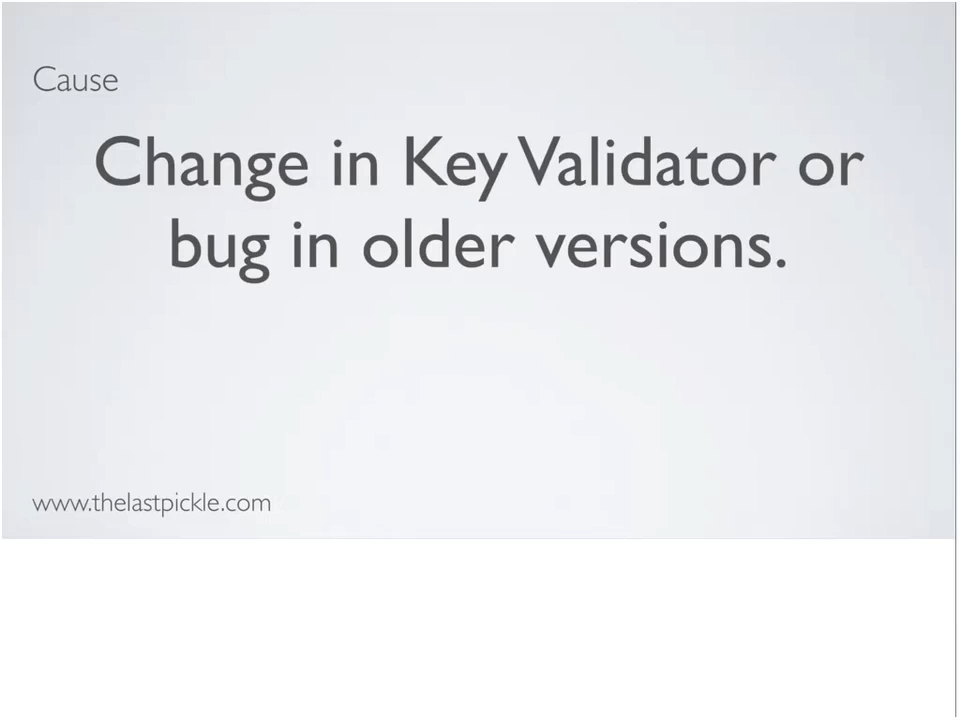 Cause
Change in Key Validator or
bug in older versions.
www.thelastpickle.com